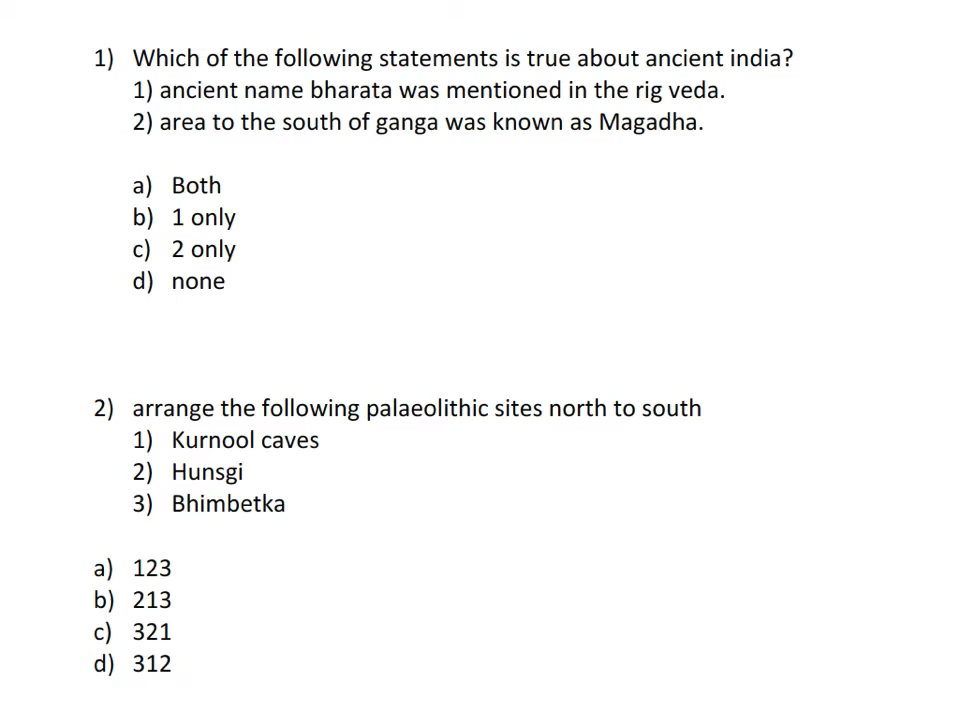 1) Which of the following statements is true about ancient india?
1) ancient name bharata was mentioned in the rig veda.
2) area to the south of ganga was known as Magadha.
a) Both
b) 1 only
c) 2 only
d) none
2) arrange the following palaeolithic sites north to south
1) Kurnool caves
2) Hunsgi
3) Bhimbetka
a) 123
b) 213
c) 321
d) 312